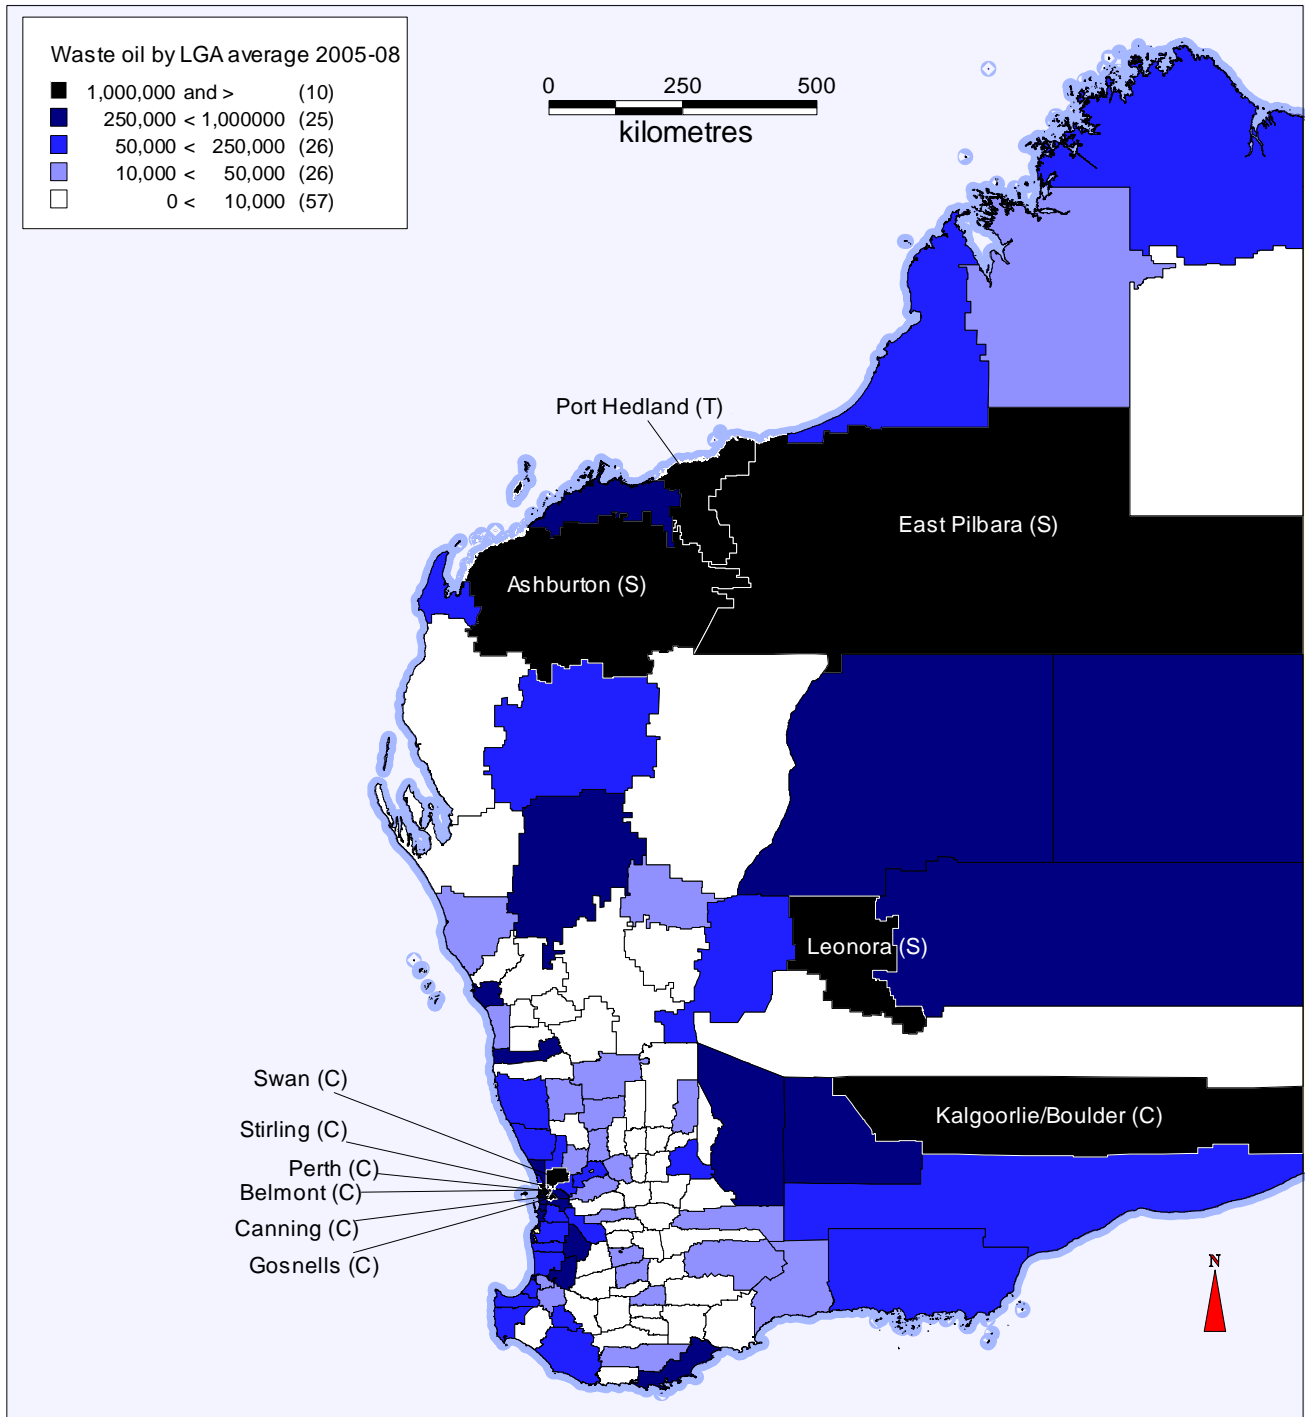 Waste oil by LGA average 2005-08
1,000,000 and > (10)
250,000 < 1,000000 (25)
50,000 < 250,000 (26)
10,000 < 50,000 (26)
0 < 10,000 (57)
0 250 500
kilometres
Port Hedland (T)
East Pilbara (S)
Ashburton (S)
Leonora (S)
Swan (C)
Kalgoorlie/Boulder (C)
Stirling (C)
Perth (C)
Belmont (C)
Canning (C)
Gosnells (C)
N